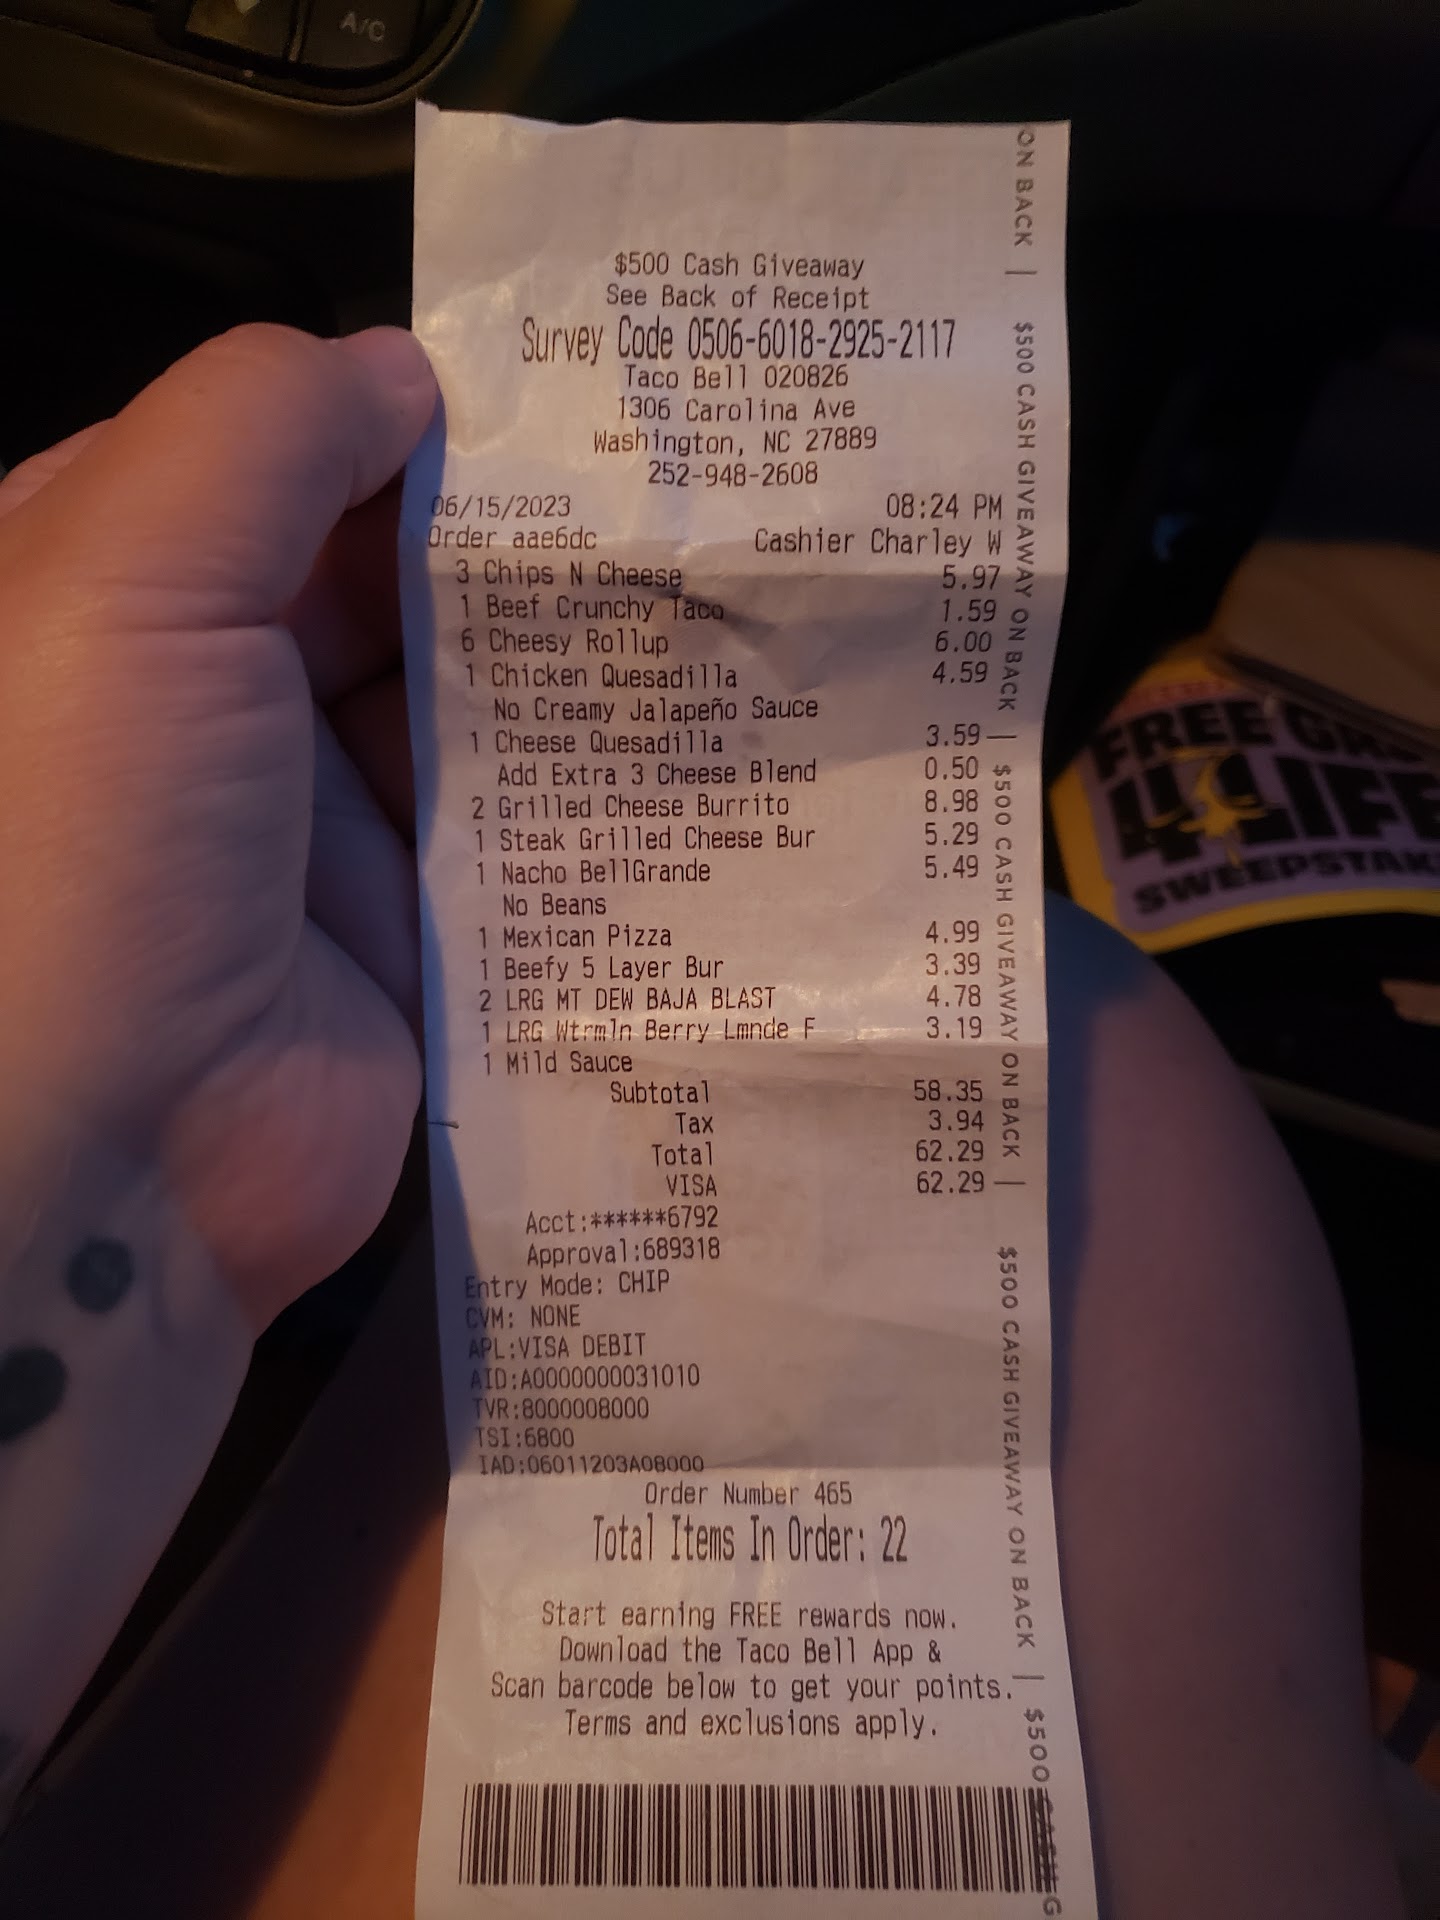 A/C
$500 Cash Giveaway
See Back of Receipt
Survey Code 0506-6018-2925-2117
Taco Bell 020826
1306 Carolina Ave
Washington, NC 27889
252-948-2608
06/15/2023 08:24 PM
Order aae6dc Cashier Charley W
3 Chips N Cheese 5.97
1 Beef Crunchy Taco 1.59
6 Cheesy Rollup 6.00
1 Chicken Quesadilla 4.59
No Creamy Jalapeño Sauce
1 Cheese Quesadilla 3.59
Add Extra 3 Cheese Blend 0.50
2 Grilled Cheese Burrito 8.98
1 Steak Grilled Cheese Bur 5.29
1 Nacho BellGrande 5.49
No Beans
1 Mexican Pizza 4.99
1 Beefy 5 Layer Bur 3.39
2 LRG MT DEW BAJA BLAST 4.78
1 LRG Wtrmln Berry Lmnde F 3.19
1 Mild Sauce
Subtotal 58.35
Tax 3.94
Total 62.29
VISA 62.29
Acct:******6792
Approval:689318
Entry Mode: CHIP
CVM: NONE
APL:VISA DEBIT
AID:A0000000031010
TVR:8000008000
TSI:6800
IAD:06011203A08000
Order Number 465
Total Items In Order: 22
Start earning FREE rewards now.
Download the Taco Bell App &
Scan barcode below to get your points.
Terms and exclusions apply.
ON BACK | $500 CASH GIVEAWAY ON BACK | $500 CASH GIVEAWAY ON BACK | $500 CASH GIVEAWAY ON BACK | $500 CASH G
FREE
4LIFE